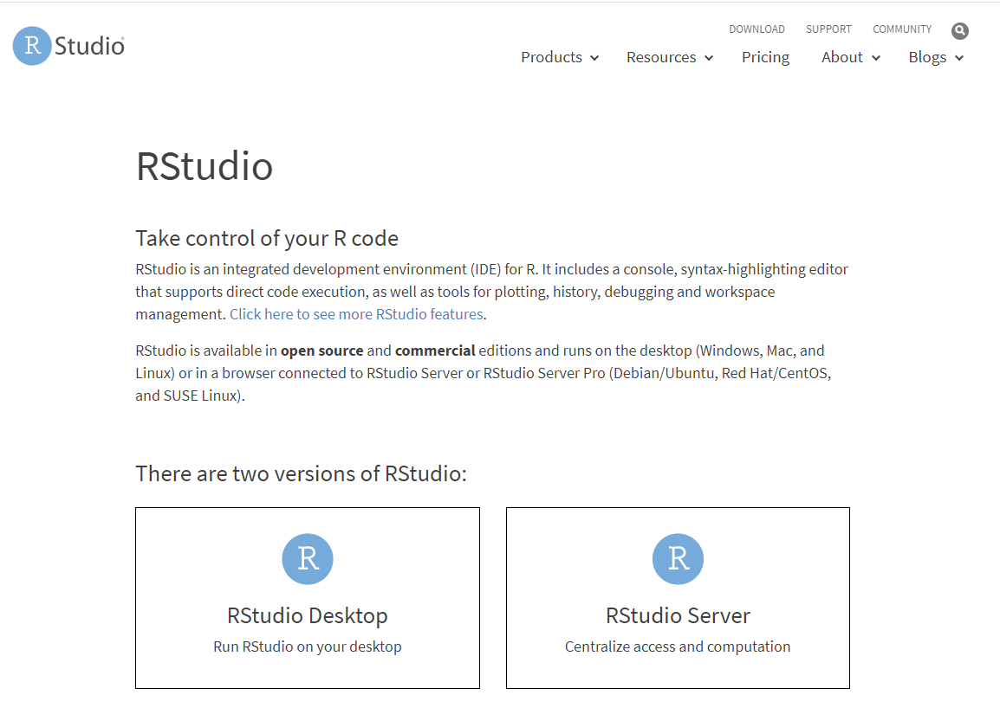 DOWNLOAD SUPPORT COMMUNITY
R Studio®
Products Resources Pricing About Blogs
RStudio
Take control of your R code
RStudio is an integrated development environment (IDE) for R. It includes a console, syntax-highlighting editor
that supports direct code execution, as well as tools for plotting, history, debugging and workspace
management. Click here to see more RStudio features.
RStudio is available in open source and commercial editions and runs on the desktop (Windows, Mac, and
Linux) or in a browser connected to RStudio Server or RStudio Server Pro (Debian/Ubuntu, Red Hat/CentOS,
and SUSE Linux).
There are two versions of RStudio:
R
RStudio Desktop
Run RStudio on your desktop
R
RStudio Server
Centralize access and computation